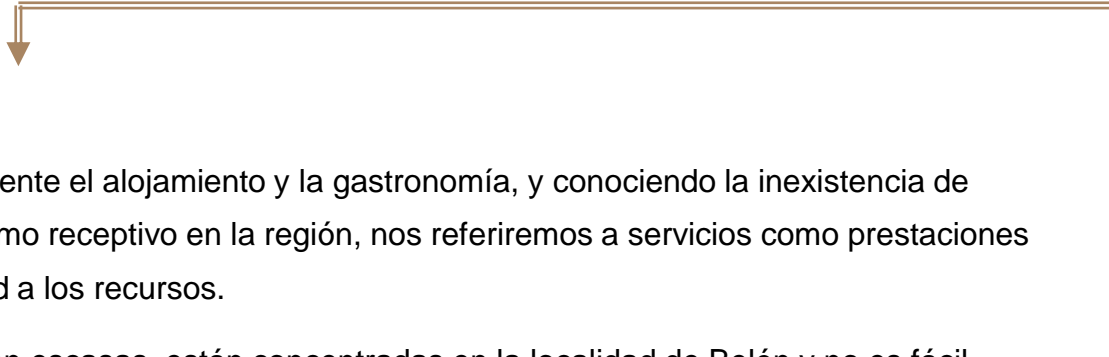 ente el alojamiento y la gastronomía, y conociendo la inexistencia de
mo receptivo en la región, nos referiremos a servicios como prestaciones
d a los recursos.
n escasas, están concentradas en la localidad de Belén y no es fácil